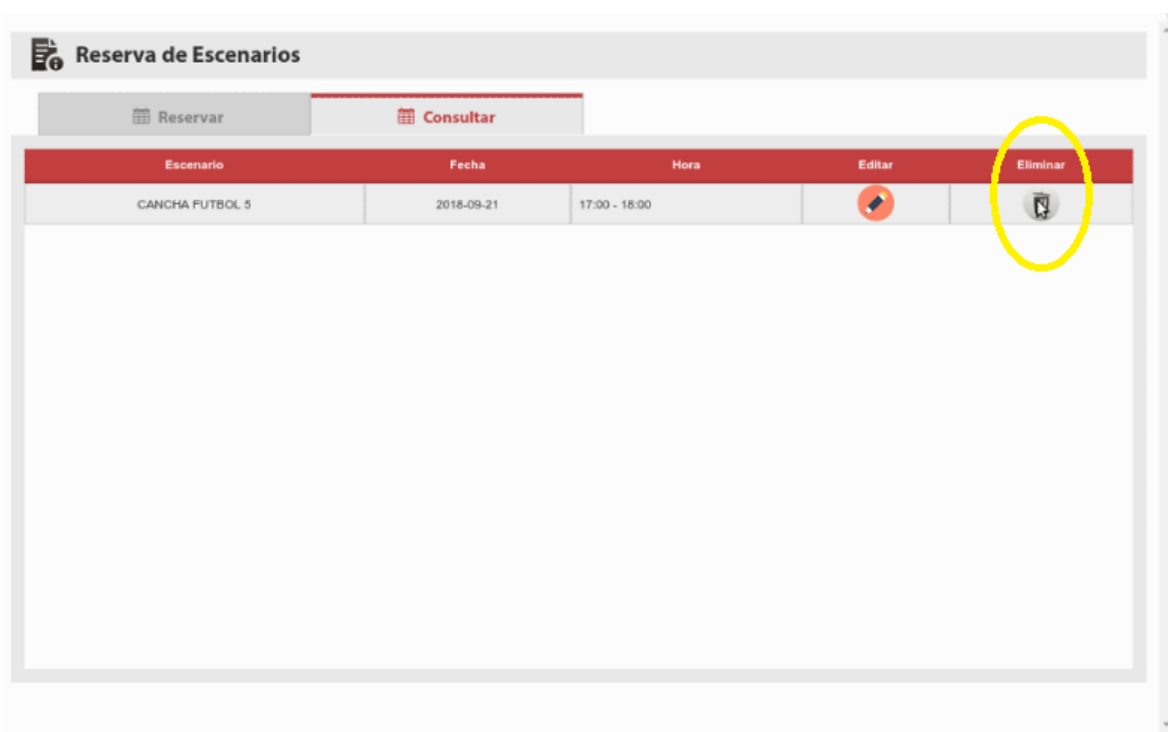 Reserva de Escenarios
Reservar Consultar
Escenario Fecha Hora Editar Eliminar
CANCHA FUTBOL 5 2018-09-21 17:00 - 18:00